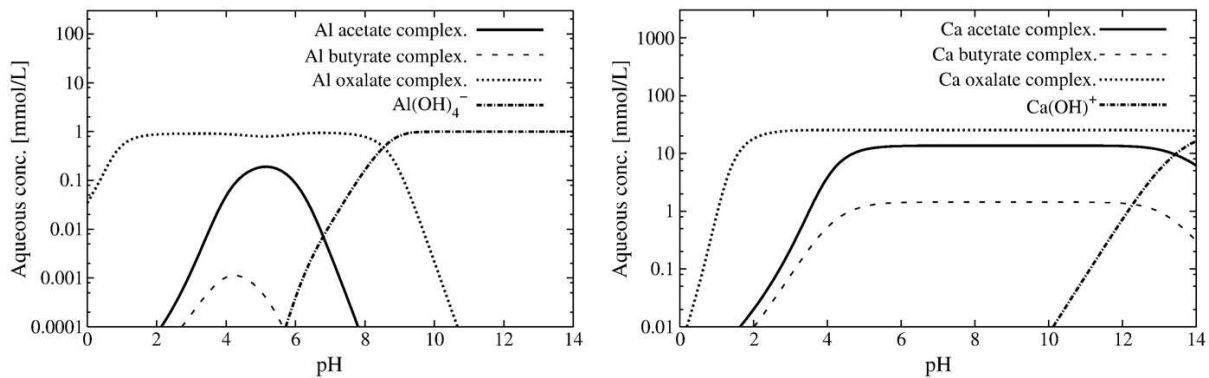 Aqueous conc. [mmol/L]
100
10
1
0.1
0.01
0.001
0.0001
Al acetate complex.
Al butyrate complex.
Al oxalate complex.
Al(OH)₄⁻
0 2 4 6 8 10 12 14
pH
Aqueous conc. [mmol/L]
1000
100
10
1
0.1
0.01
Ca acetate complex.
Ca butyrate complex.
Ca oxalate complex.
Ca(OH)⁺
0 2 4 6 8 10 12 14
pH